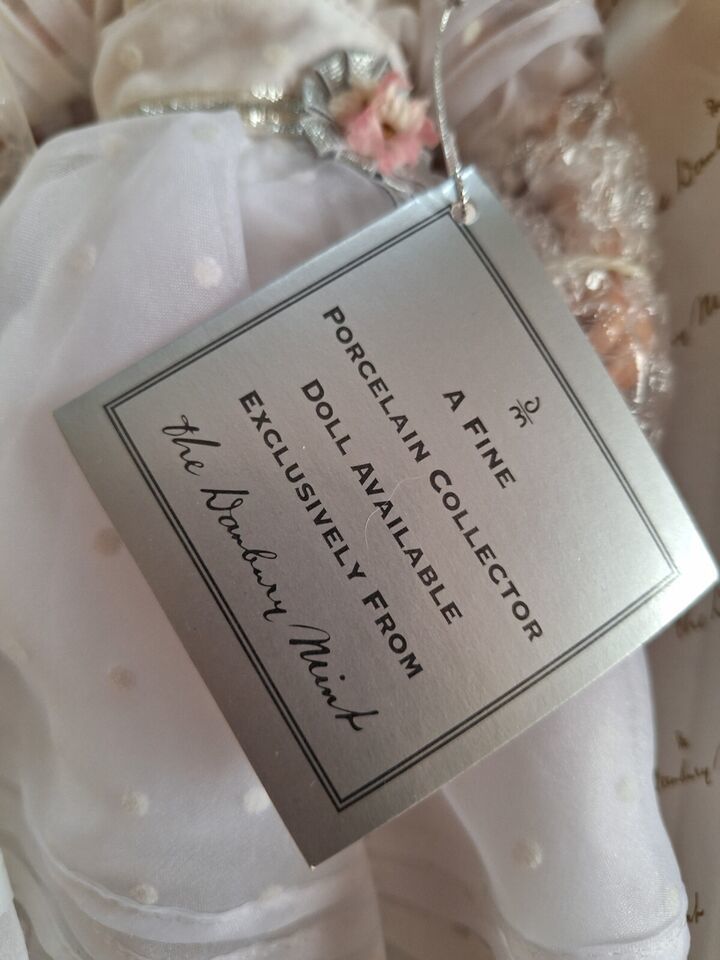 A FINE
PORCELAIN COLLECTOR
DOLL AVAILABLE
EXCLUSIVELY FROM
the Danbury Mint